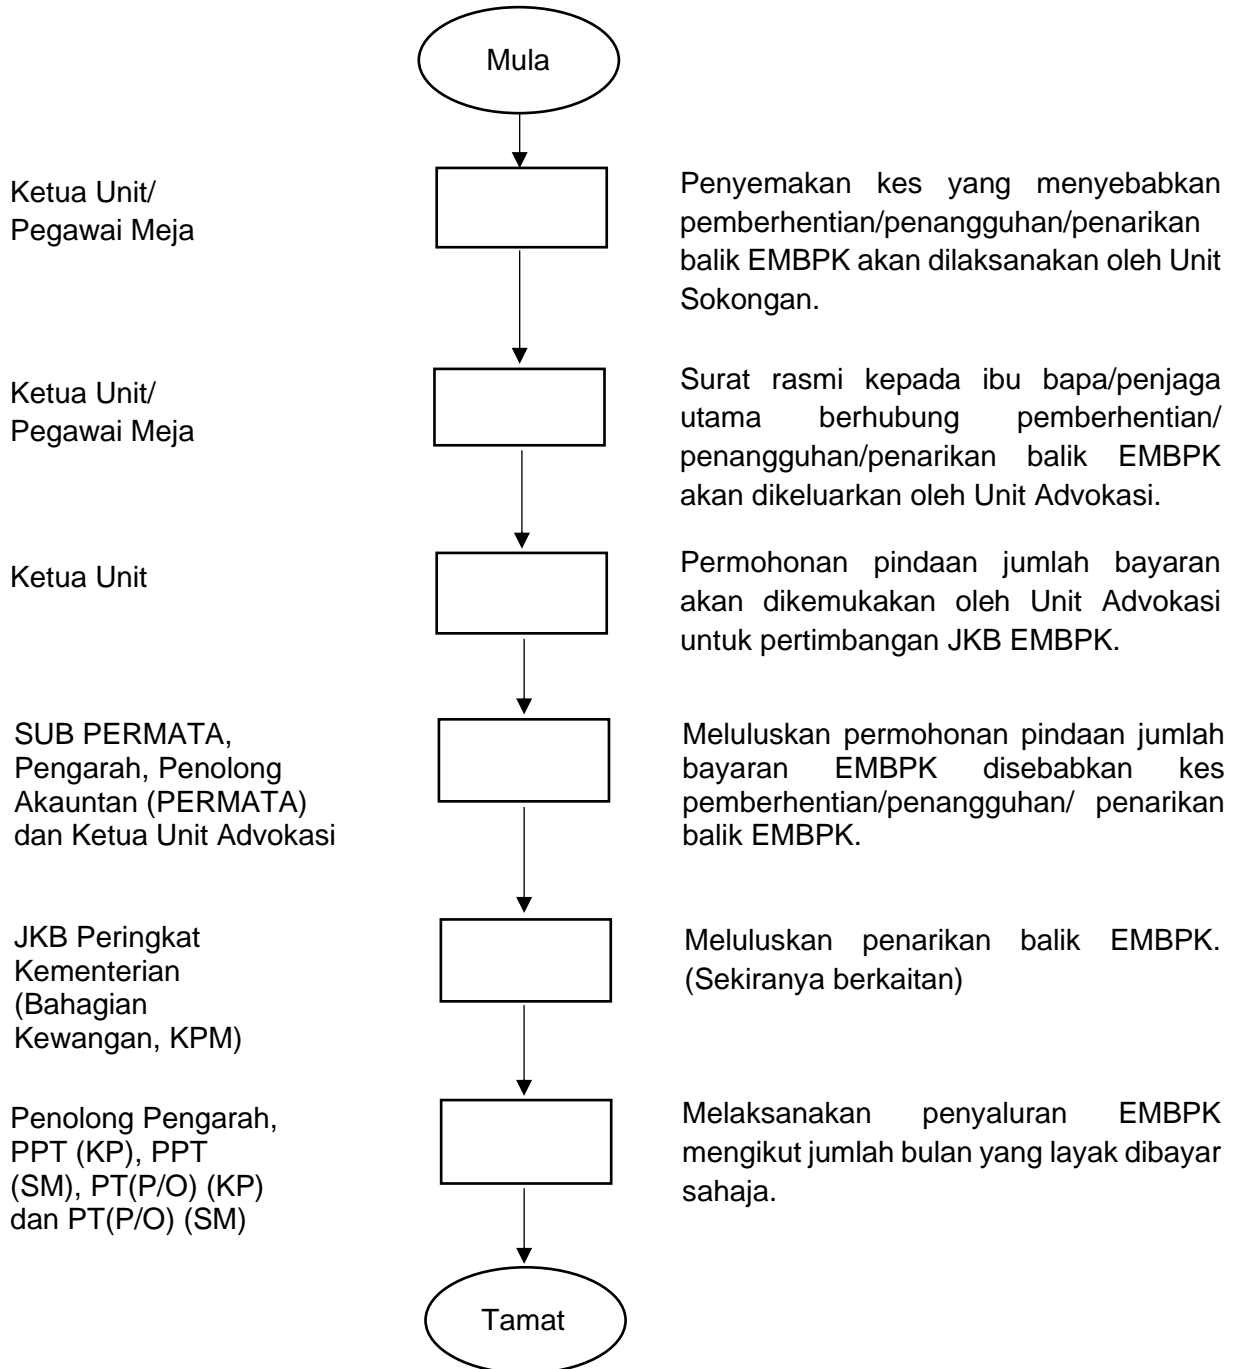 Mula
Ketua Unit/
Pegawai Meja
Penyemakan kes yang menyebabkan
pemberhentian/penangguhan/penarikan
balik EMBPK akan dilaksanakan oleh Unit
Sokongan.
Ketua Unit/
Pegawai Meja
Surat rasmi kepada ibu bapa/penjaga
utama berhubung pemberhentian/
penangguhan/penarikan balik EMBPK
akan dikeluarkan oleh Unit Advokasi.
Ketua Unit
Permohonan pindaan jumlah bayaran
akan dikemukakan oleh Unit Advokasi
untuk pertimbangan JKB EMBPK.
SUB PERMATA,
Pengarah, Penolong
Akauntan (PERMATA)
dan Ketua Unit Advokasi
Meluluskan permohonan pindaan jumlah
bayaran EMBPK disebabkan kes
pemberhentian/penangguhan/ penarikan
balik EMBPK.
JKB Peringkat
Kementerian
(Bahagian
Kewangan, KPM)
Meluluskan penarikan balik EMBPK.
(Sekiranya berkaitan)
Penolong Pengarah,
PPT (KP), PPT
(SM), PT(P/O) (KP)
dan PT(P/O) (SM)
Melaksanakan penyaluran EMBPK
mengikut jumlah bulan yang layak dibayar
sahaja.
Tamat